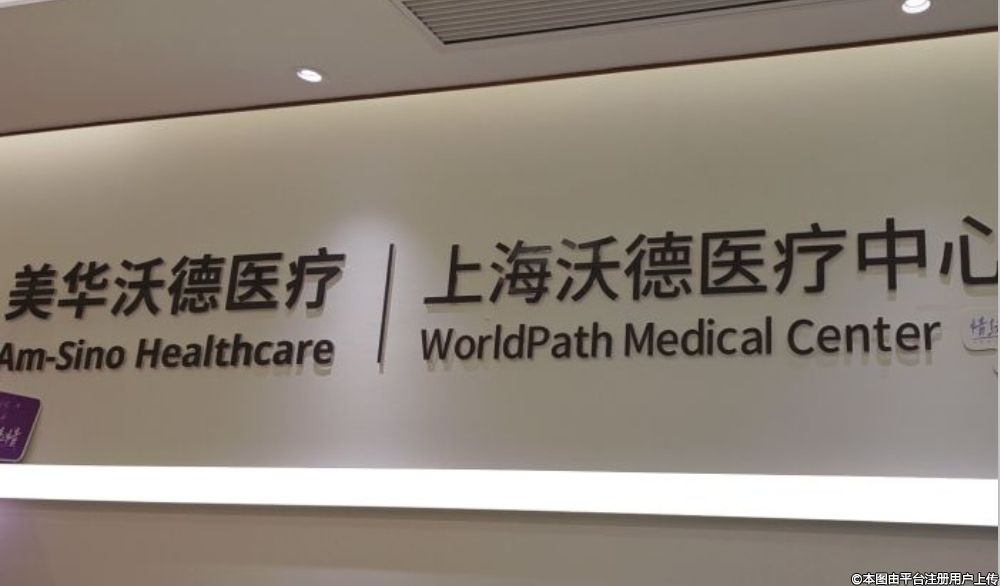 美华沃德医疗
Am-Sino Healthcare
上海沃德医疗中心
WorldPath Medical Center
©本图由平台注册用户上传